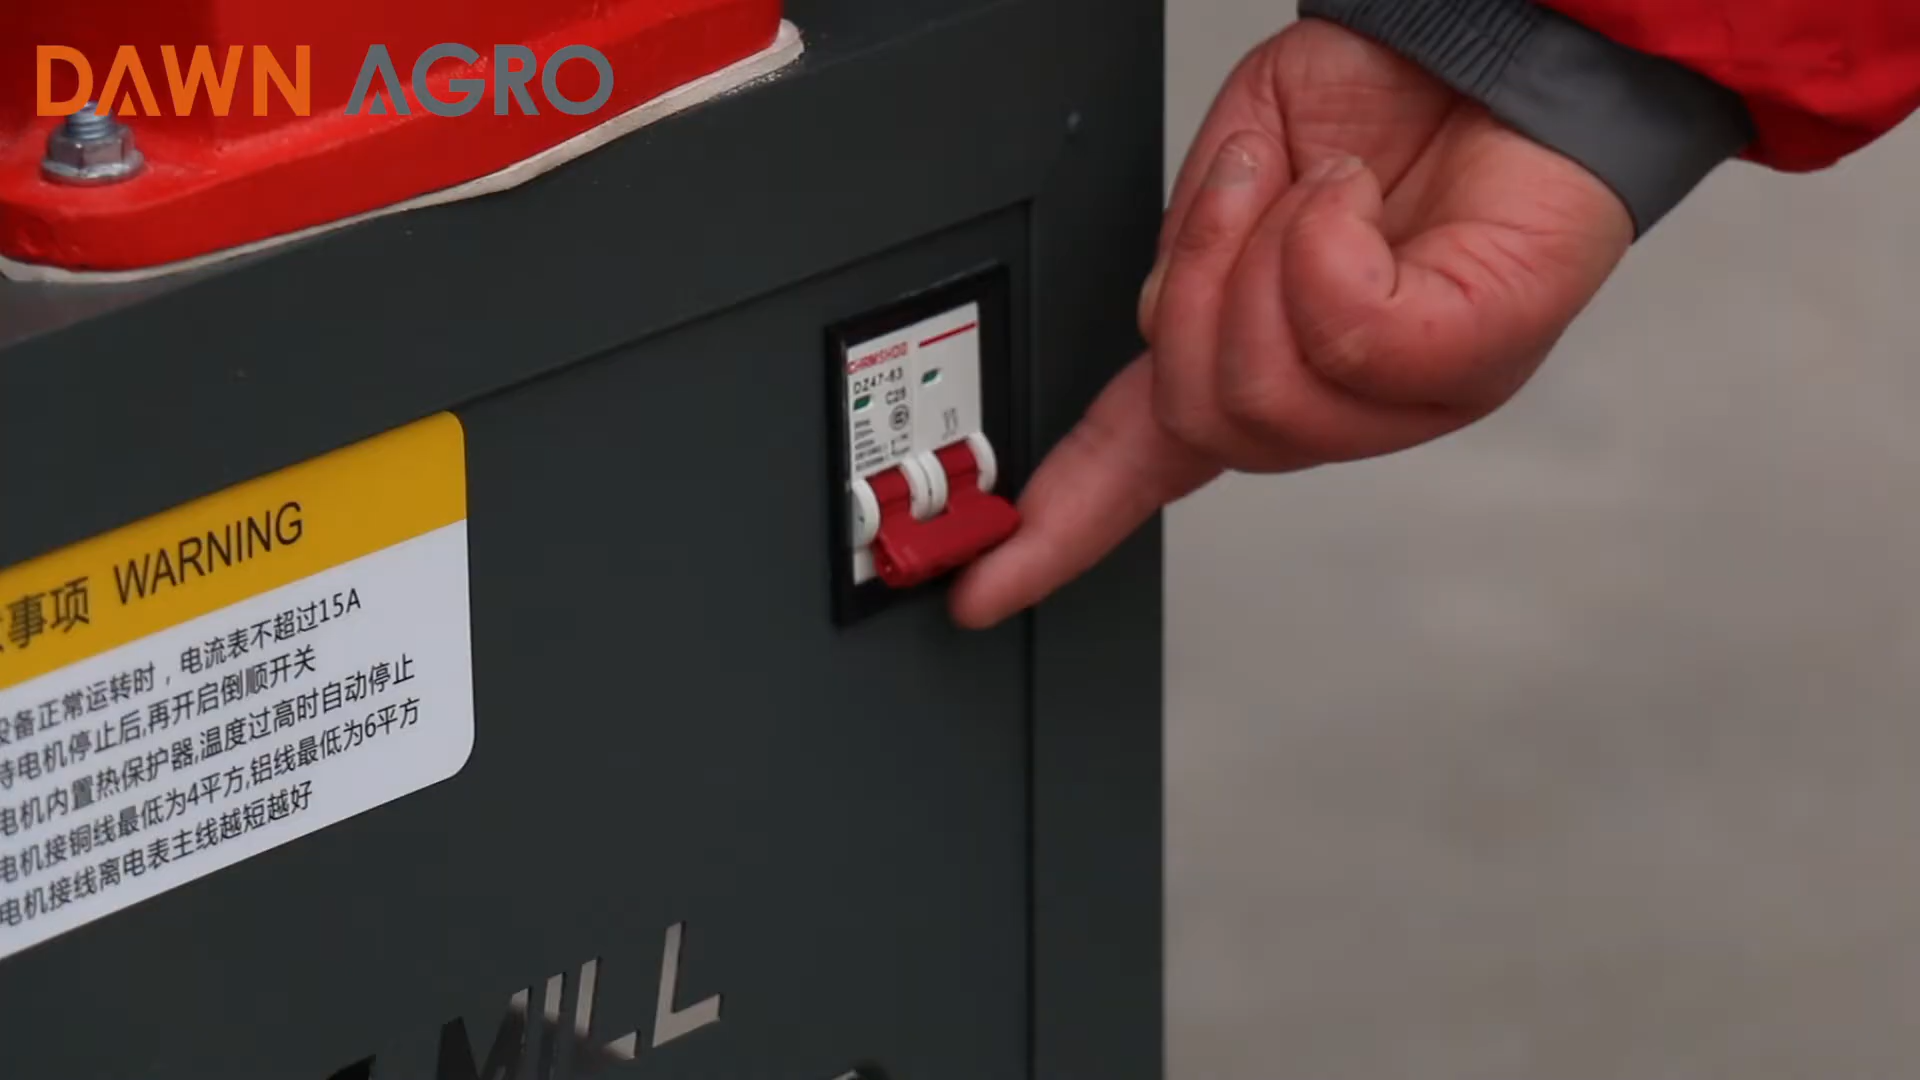 DAWN AGRO
DZ47-63
事项 WARNING
设备正常运转时，电流表不超过15A
待电机停止后,再开启倒顺开关
电机内置热保护器,温度过高时自动停止
电机接铜线最低为4平方,铝线最低为6平方
电机接线离电表主线越短越好
MILL